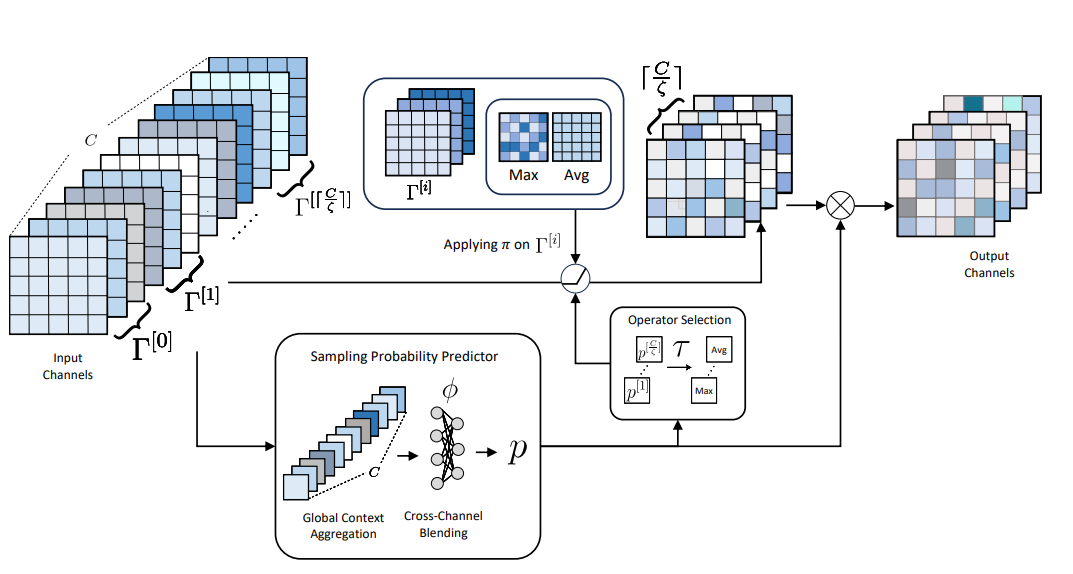 C
Γ[⌈C/ζ⌉]
Γ[1]
Γ[0]
Input
Channels
Γ[i]
Max Avg
Applying π on Γ[i]
⌈C/ζ⌉
Output
Channels
Operator Selection
p[⌈C/ζ⌉] τ Avg
p[1] Max
Sampling Probability Predictor
ϕ
C
p
Global Context
Aggregation
Cross-Channel
Blending